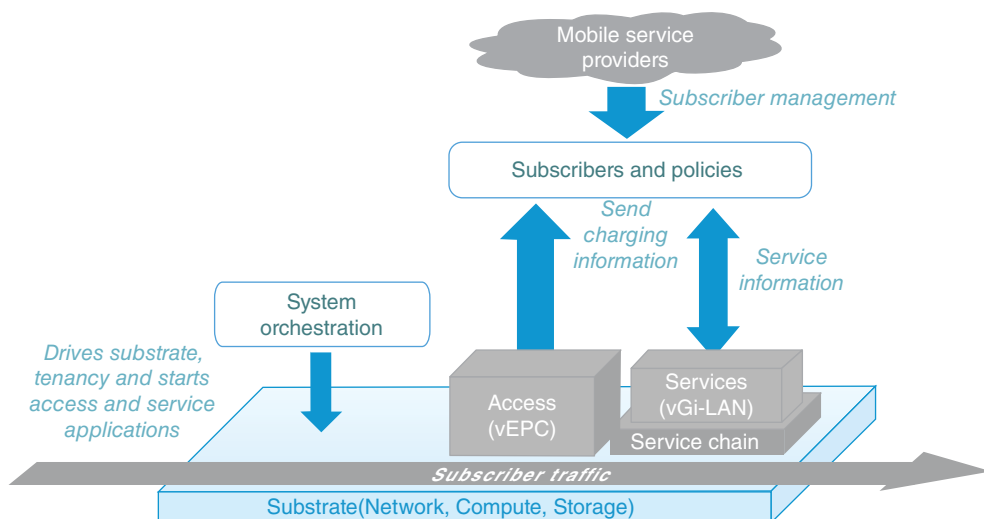 Mobile service
providers
Subscriber management
Subscribers and policies
Send
charging
information
Service
information
System
orchestration
Drives substrate,
tenancy and starts
access and service
applications
Access
(vEPC)
Services
(vGi-LAN)
Service chain
Subscriber traffic
Substrate(Network, Compute, Storage)